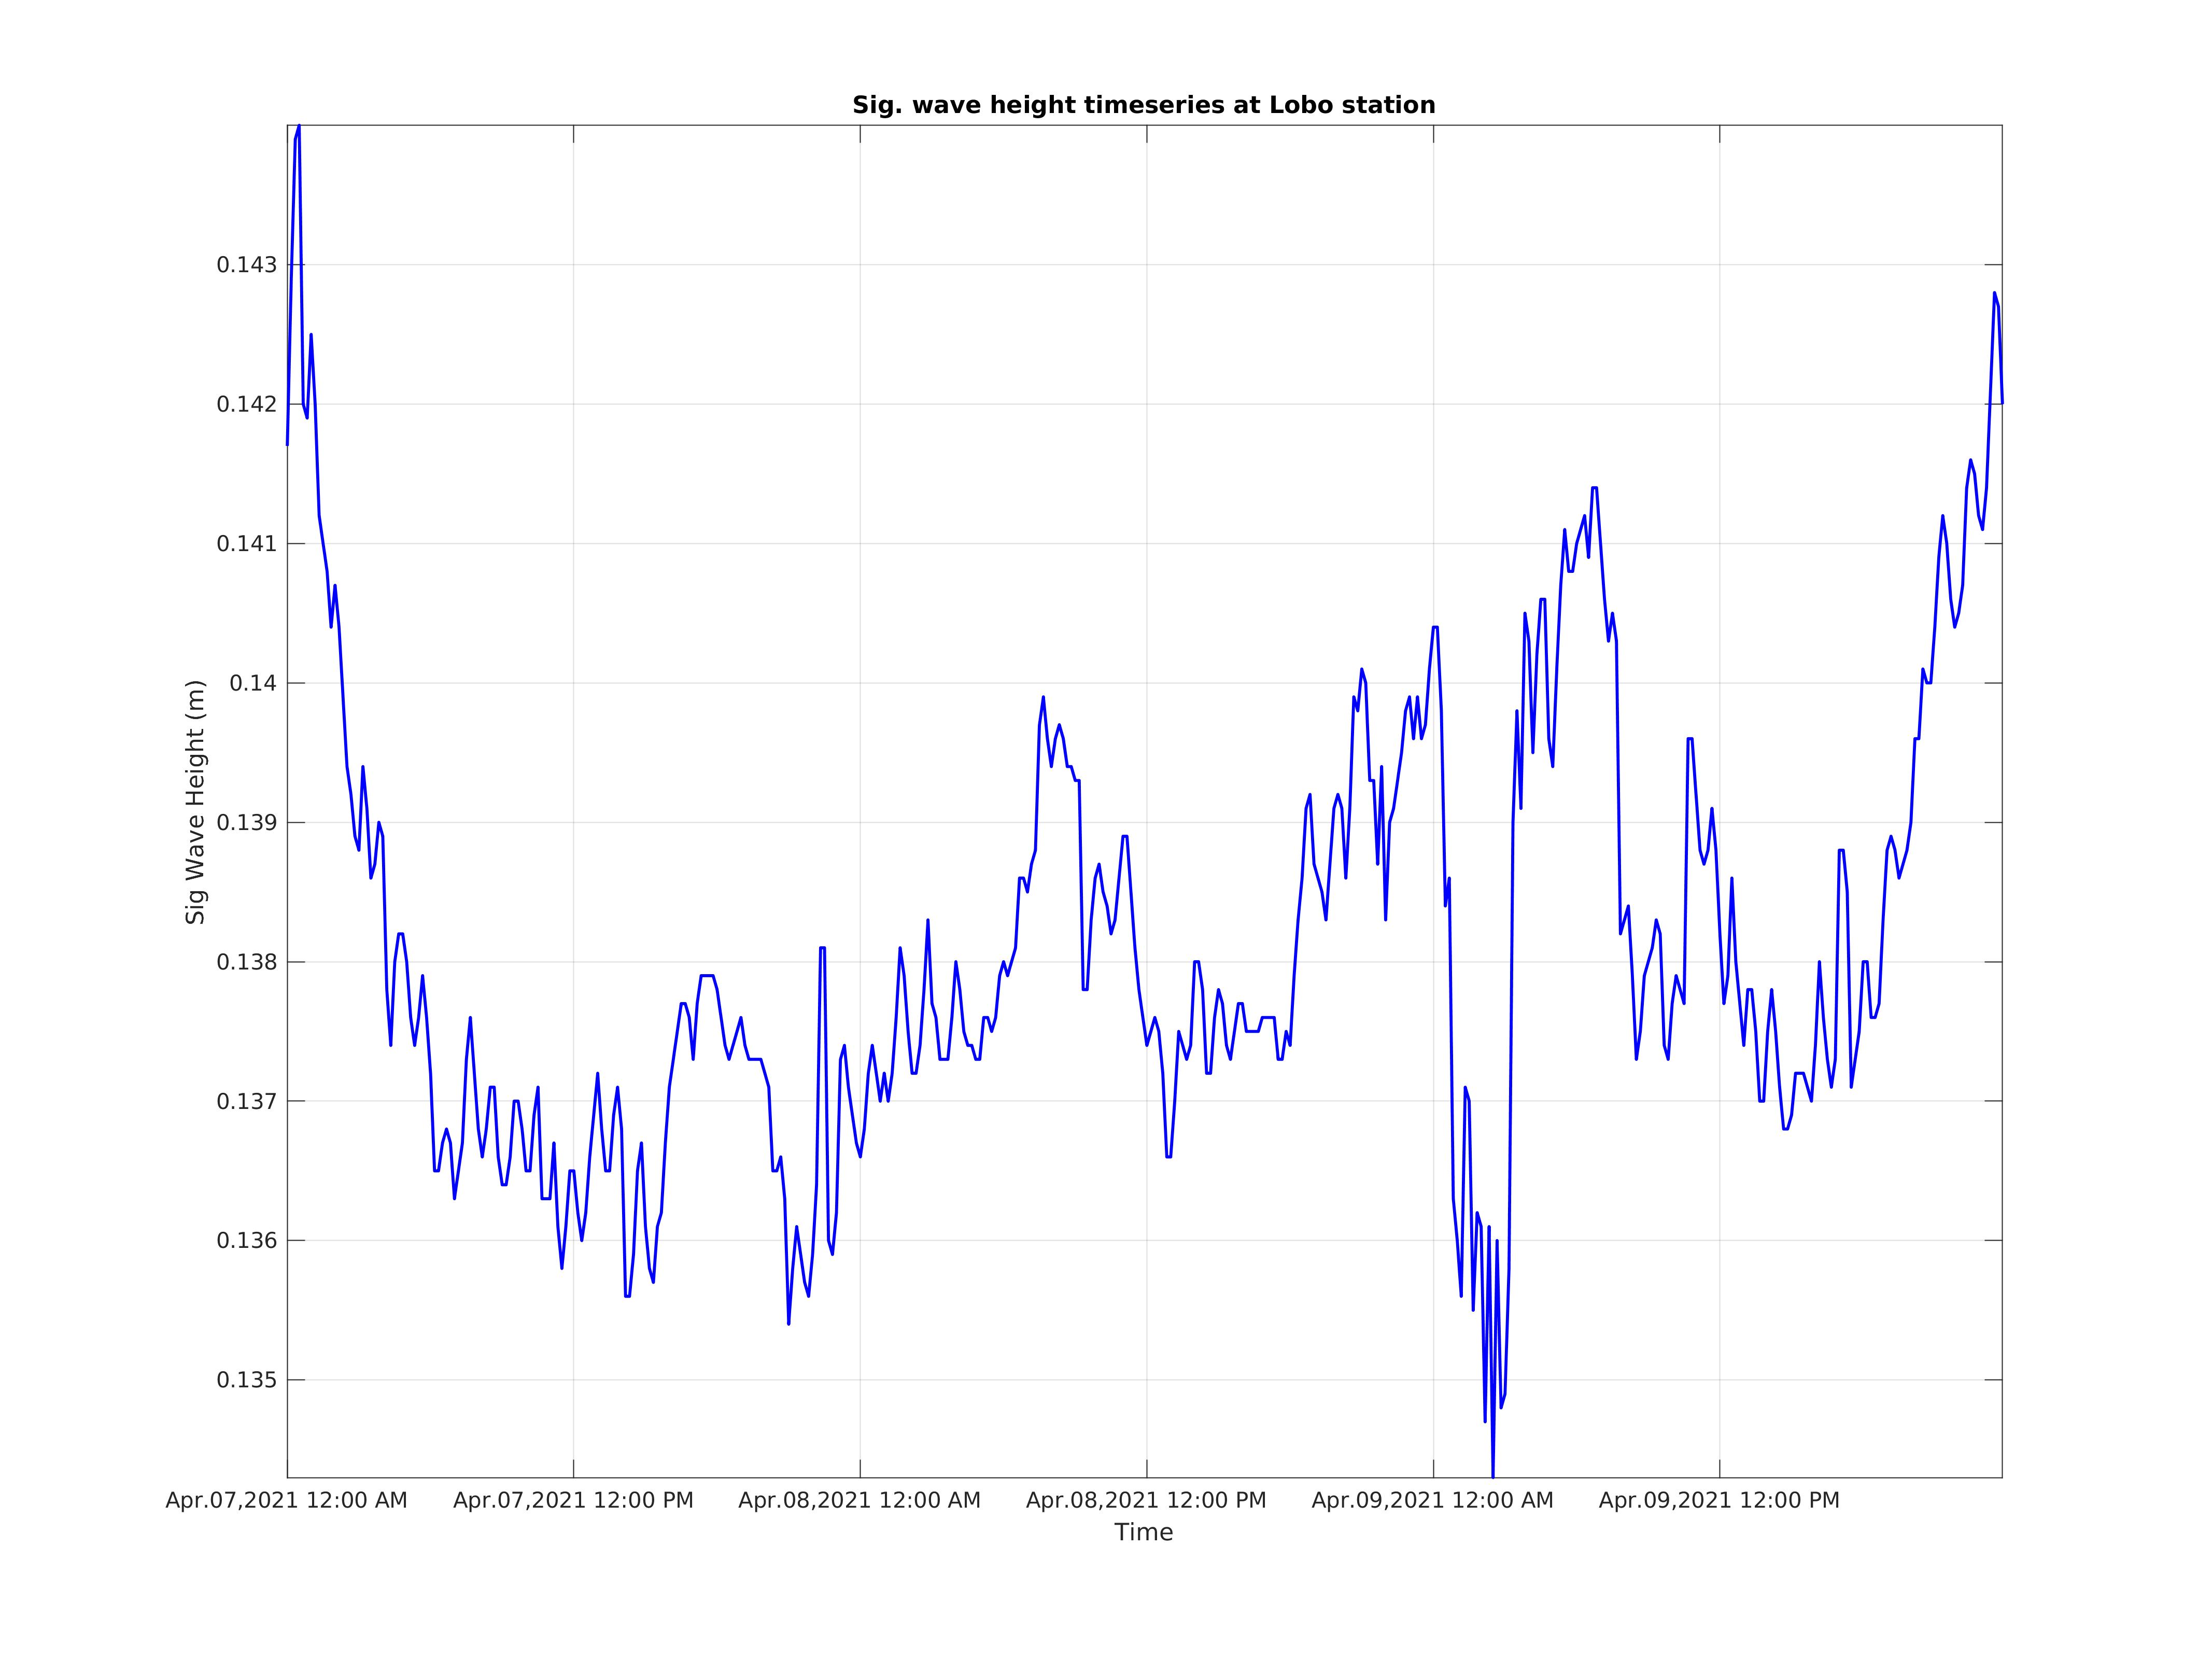 Sig. wave height timeseries at Lobo station
0.143
0.142
0.141
0.14
0.139
0.138
0.137
0.136
0.135
Sig Wave Height (m)
Apr.07,2021 12:00 AM Apr.07,2021 12:00 PM Apr.08,2021 12:00 AM Apr.08,2021 12:00 PM Apr.09,2021 12:00 AM Apr.09,2021 12:00 PM
Time